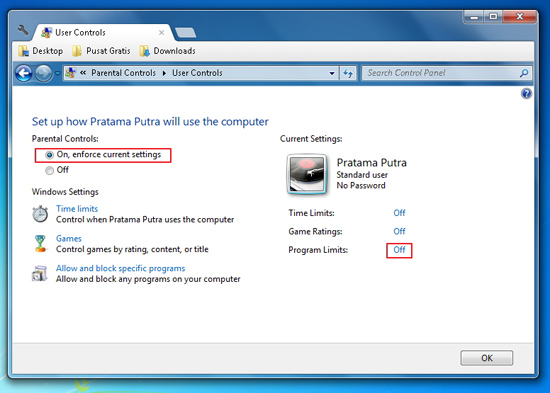 User Controls
Desktop Pusat Gratis Downloads
Parental Controls User Controls Search Control Panel
Set up how Pratama Putra will use the computer
Parental Controls:
On, enforce current settings
Off
Windows Settings
Time limits
Control when Pratama Putra uses the computer
Games
Control games by rating, content, or title
Allow and block specific programs
Allow and block any programs on your computer
Current Settings:
Pratama Putra
Standard user
No Password
Time Limits: Off
Game Ratings: Off
Program Limits: Off
OK